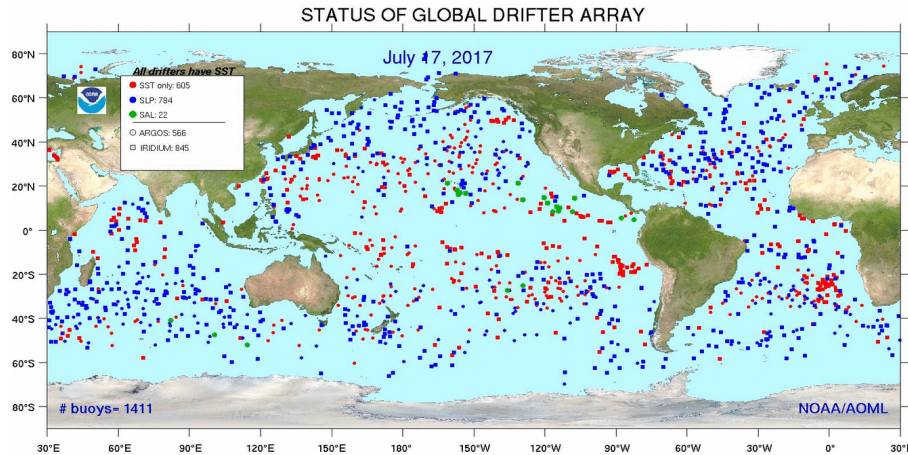 STATUS OF GLOBAL DRIFTER ARRAY
July 17, 2017
All drifters have SST
SST only: 605
SLP: 784
SAL: 22
ARGOS: 566
IRIDIUM: 845
NOAA
80°N
60°N
40°N
20°N
0°
20°S
40°S
60°S
80°S
# buoys= 1411
NOAA/AOML
30°E 60°E 90°E 120°E 150°E 180° 150°W 120°W 90°W 60°W 30°W 0° 30°E